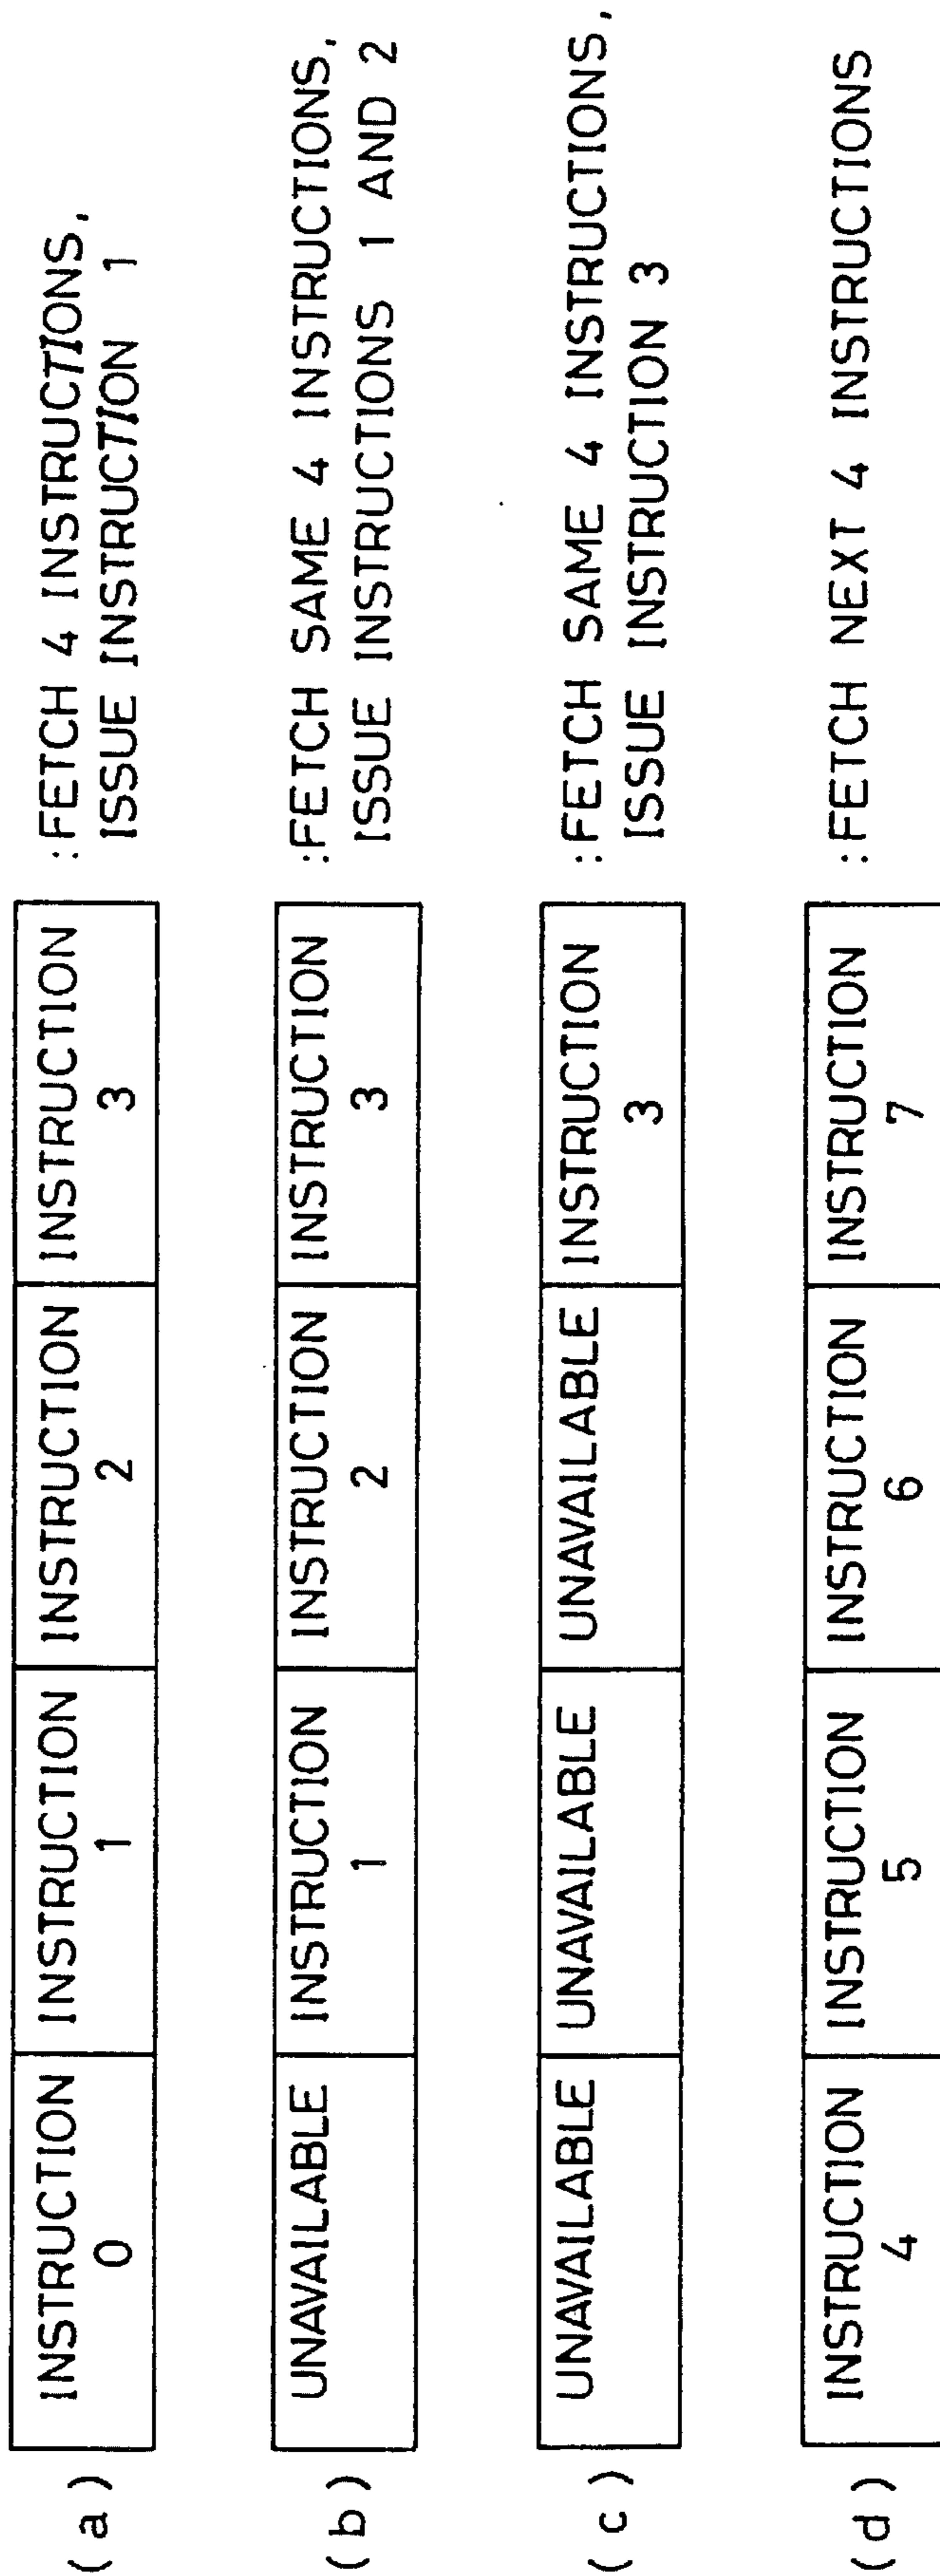 ( a )
INSTRUCTION 0
INSTRUCTION 1
INSTRUCTION 2
INSTRUCTION 3
:FETCH 4 INSTRUCTIONS,
ISSUE INSTRUCTION 1
( b )
UNAVAILABLE
INSTRUCTION 1
INSTRUCTION 2
INSTRUCTION 3
:FETCH SAME 4 INSTRUCTIONS,
ISSUE INSTRUCTIONS 1 AND 2
( c )
UNAVAILABLE
UNAVAILABLE
UNAVAILABLE
INSTRUCTION 3
:FETCH SAME 4 INSTRUCTIONS,
ISSUE INSTRUCTION 3
( d )
INSTRUCTION 4
INSTRUCTION 5
INSTRUCTION 6
INSTRUCTION 7
:FETCH NEXT 4 INSTRUCTIONS